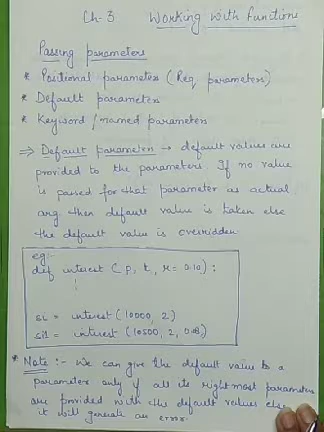 Ch-3 Working with functions
Passing parameters
* Positional parameters (Req parameters)
* Default parameters
* Keyword / named parameters
⇒ Default parameters → default values are
provided to the parameters. If no value
is passed for that parameter as actual
arg then default value is taken else
the default value is overridden
eg:-
def interest (p, t, r=0.10):
⋮
si = interest (10000, 2)
si1 = interest (10500, 2, 0.08)
* Note :- We can give the default value to a
parameter only if all its right most parameters
are provided with the default values else
it will generate an error.